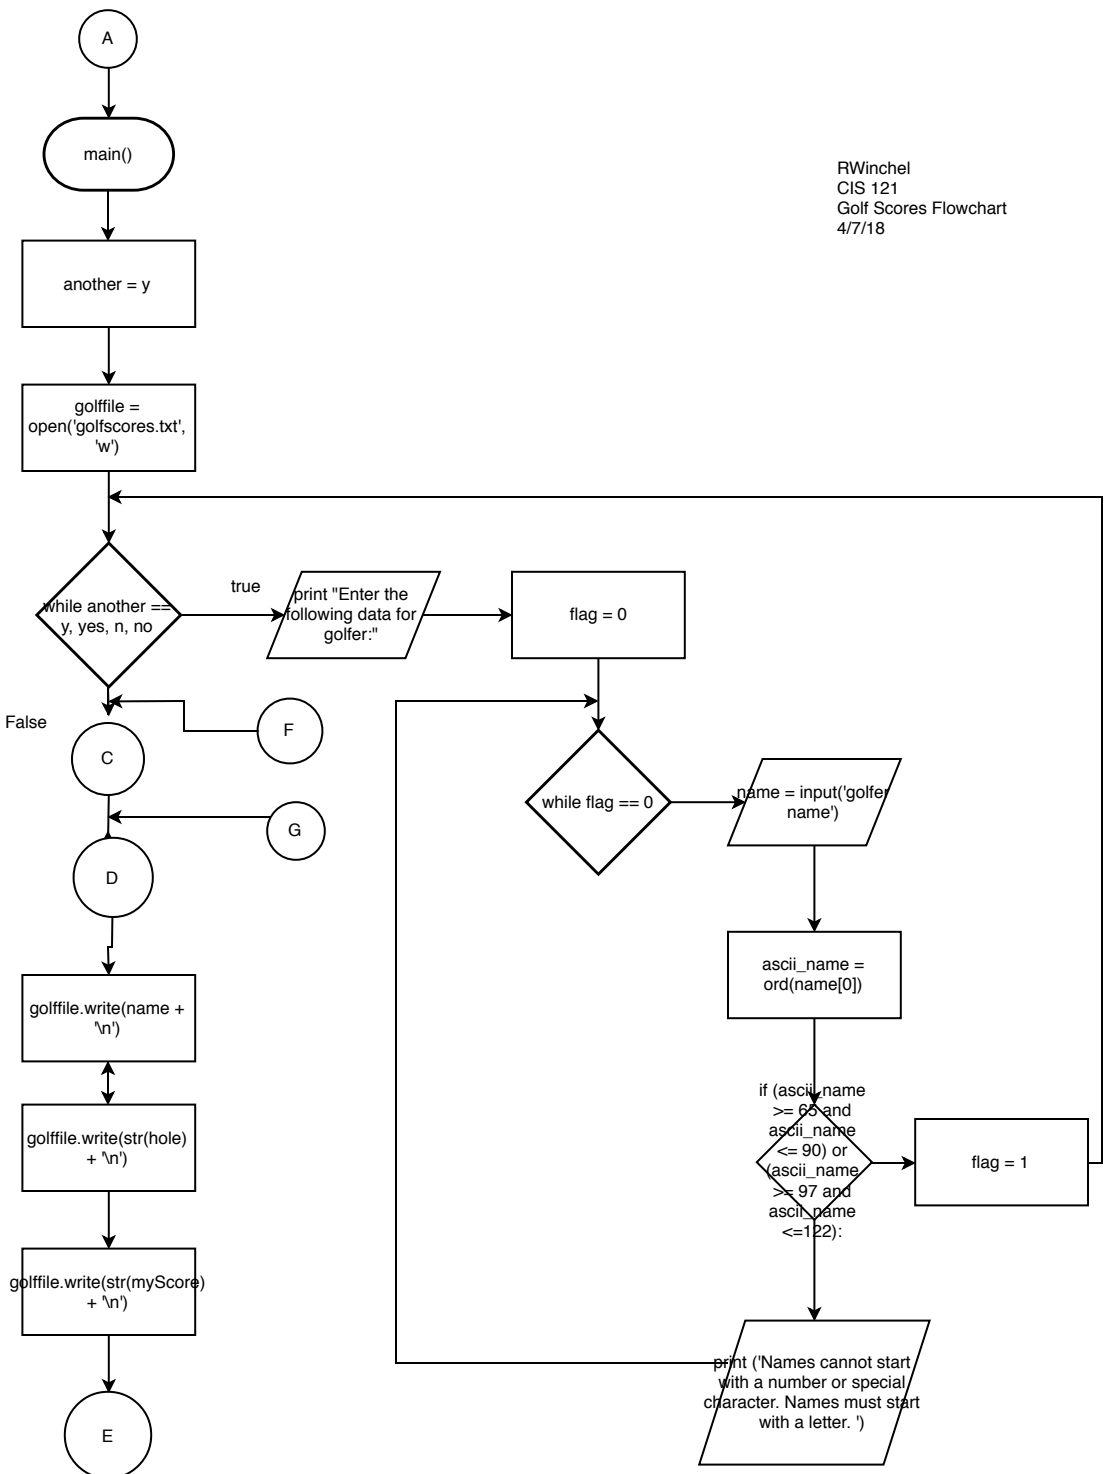 A
main()
RWinchel
CIS 121
Golf Scores Flowchart
4/7/18
another = y
golffile =
open('golfscores.txt',
'w')
while another ==
y, yes, n, no
true
print "Enter the
following data for
golfer:"
flag = 0
False
F
C
G
D
while flag == 0
name = input('golfer
name')
ascii_name =
ord(name[0])
golffile.write(name +
'\n')
if (ascii_name
>= 65 and
ascii_name
<= 90) or
(ascii_name
>= 97 and
ascii_name
<=122):
flag = 1
golffile.write(str(hole)
+ '\n')
golffile.write(str(myScore)
+ '\n')
print ('Names cannot start
with a number or special
character. Names must start
with a letter. ')
E